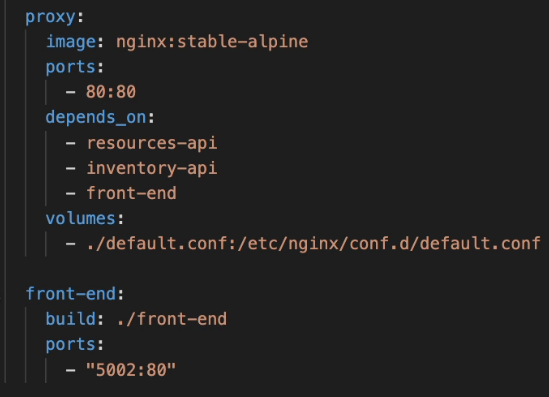 proxy:
image: nginx:stable-alpine
ports:
- 80:80
depends_on:
- resources-api
- inventory-api
- front-end
volumes:
- ./default.conf:/etc/nginx/conf.d/default.conf
front-end:
build: ./front-end
ports:
- "5002:80"